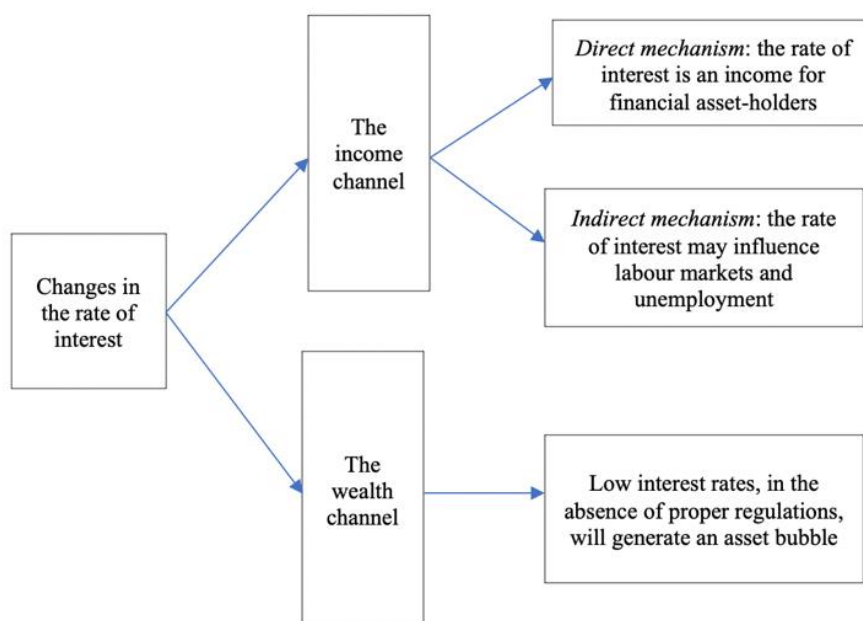 Changes in
the rate of
interest
The
income
channel
Direct mechanism: the rate of
interest is an income for
financial asset-holders
Indirect mechanism: the rate
of interest may influence
labour markets and
unemployment
The
wealth
channel
Low interest rates, in the
absence of proper regulations,
will generate an asset bubble